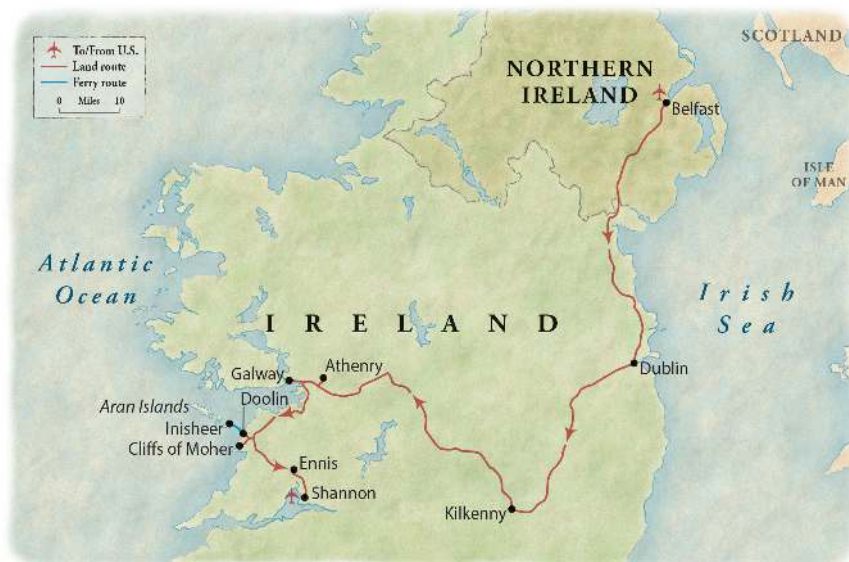 To/From U.S.
Land route
Ferry route
0 Miles 10
SCOTLAND
NORTHERN
IRELAND
Belfast
ISLE
OF MAN
Atlantic
Ocean
Irish
Sea
IRELAND
Dublin
Galway
Athenry
Doolin
Aran Islands
Inisheer
Cliffs of Moher
Ennis
Shannon
Kilkenny